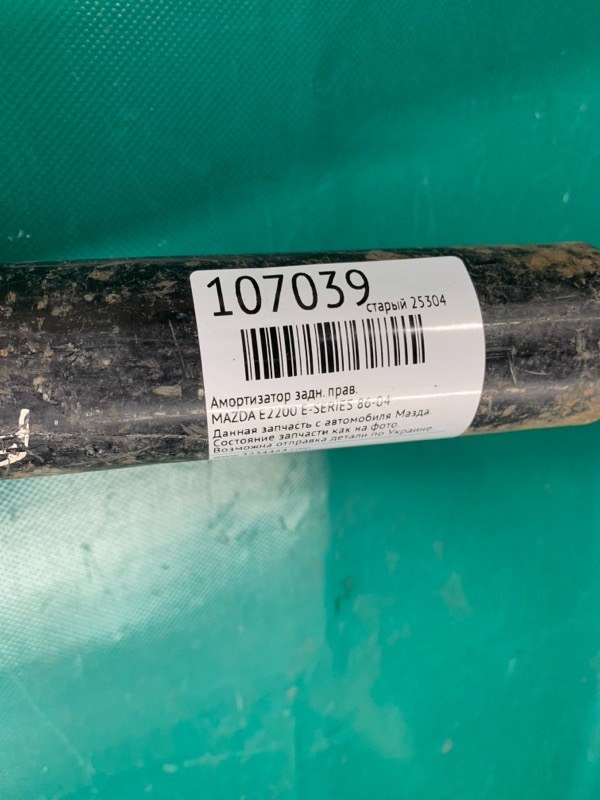 107039
старый 25304
Амортизатор задн. прав.
MAZDA E2200 E-SERIES 86-04
Данная запчасть с автомобиля Мазда
Состояние запчасти как на фото
Возможна отправка детали по Украине